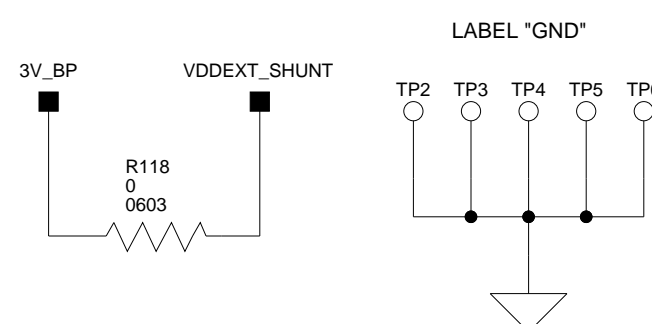 LABEL "GND"
3V_BP VDDEXT_SHUNT
TP2 TP3 TP4 TP5
R118
0
0603